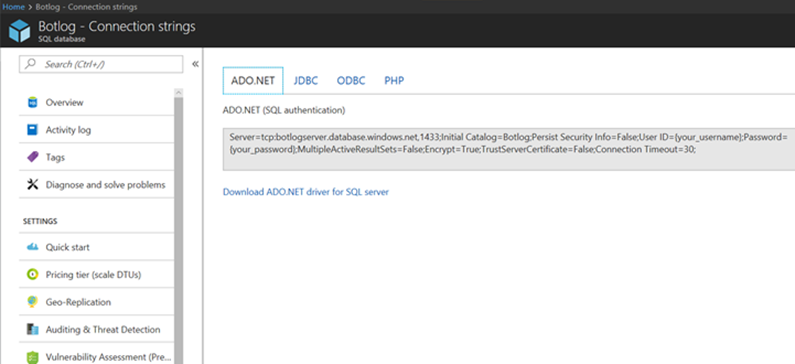 Home > Botlog - Connection strings
Botlog - Connection strings
SQL database
Search (Ctrl+/)
«
Overview
Activity log
Tags
Diagnose and solve problems
SETTINGS
Quick start
Pricing tier (scale DTUs)
Geo-Replication
Auditing & Threat Detection
Vulnerability Assessment (Pre...
ADO.NET JDBC ODBC PHP
ADO.NET (SQL authentication)
Server=tcp:botlogserver.database.windows.net,1433;Initial Catalog=Botlog;Persist Security Info=False;User ID={your_username};Password=
{your_password};MultipleActiveResultSets=False;Encrypt=True;TrustServerCertificate=False;Connection Timeout=30;
Download ADO.NET driver for SQL server